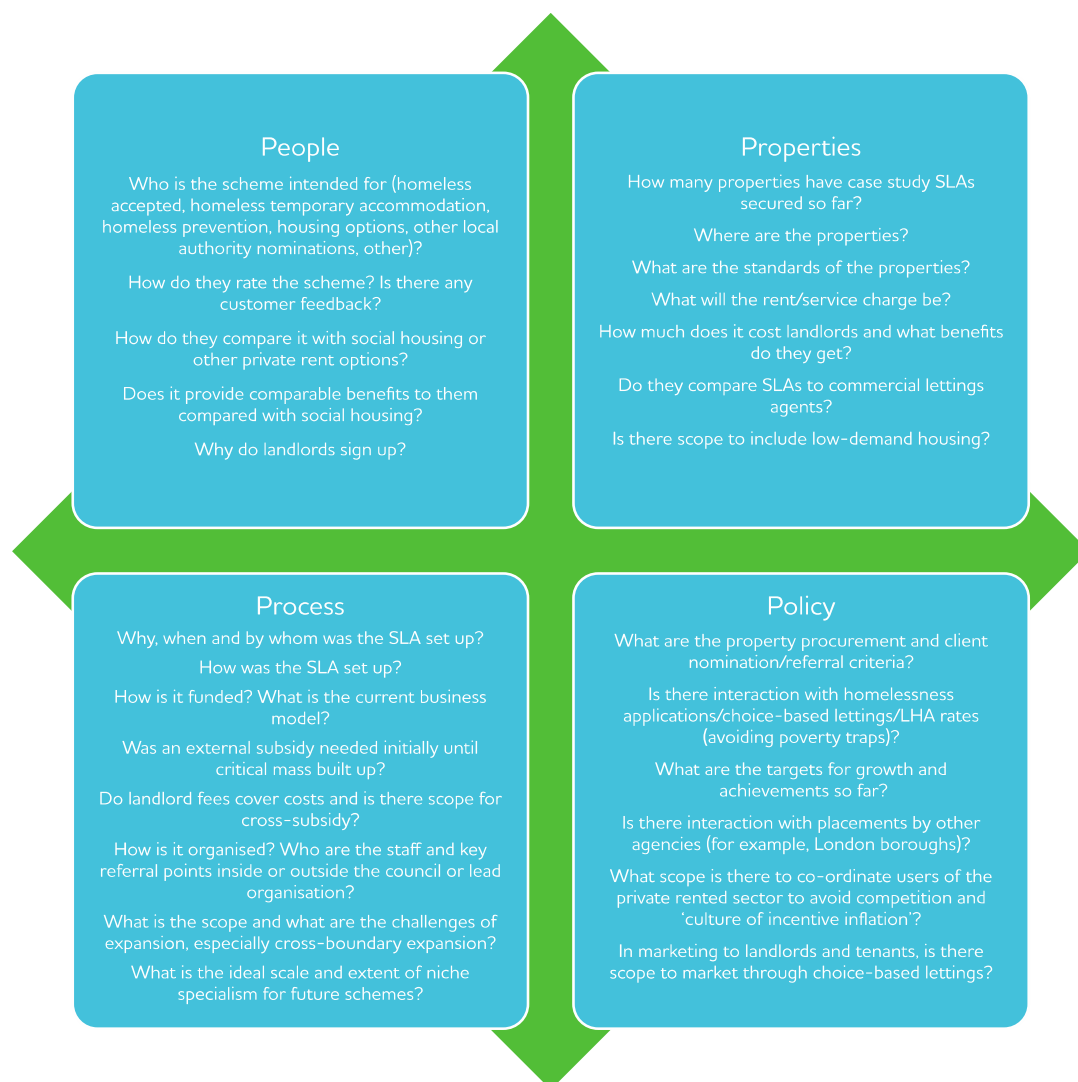 People
Who is the scheme intended for (homeless
accepted, homeless temporary accommodation,
homeless prevention, housing options, other local
authority nominations, other)?
How do they rate the scheme? Is there any
customer feedback?
How do they compare it with social housing or
other private rent options?
Does it provide comparable benefits to them
compared with social housing?
Why do landlords sign up?
Properties
How many properties have case study SLAs
secured so far?
Where are the properties?
What are the standards of the properties?
What will the rent/service charge be?
How much does it cost landlords and what benefits
do they get?
Do they compare SLAs to commercial lettings
agents?
Is there scope to include low-demand housing?
Process
Why, when and by whom was the SLA set up?
How was the SLA set up?
How is it funded? What is the current business
model?
Was an external subsidy needed initially until
critical mass built up?
Do landlord fees cover costs and is there scope for
cross-subsidy?
How is it organised? Who are the staff and key
referral points inside or outside the council or lead
organisation?
What is the scope and what are the challenges of
expansion, especially cross-boundary expansion?
What is the ideal scale and extent of niche
specialism for future schemes?
Policy
What are the property procurement and client
nomination/referral criteria?
Is there interaction with homelessness
applications/choice-based lettings/LHA rates
(avoiding poverty traps)?
What are the targets for growth and
achievements so far?
Is there interaction with placements by other
agencies (for example, London boroughs)?
What scope is there to co-ordinate users of the
private rented sector to avoid competition and
‘culture of incentive inflation’?
In marketing to landlords and tenants, is there
scope to market through choice-based lettings?